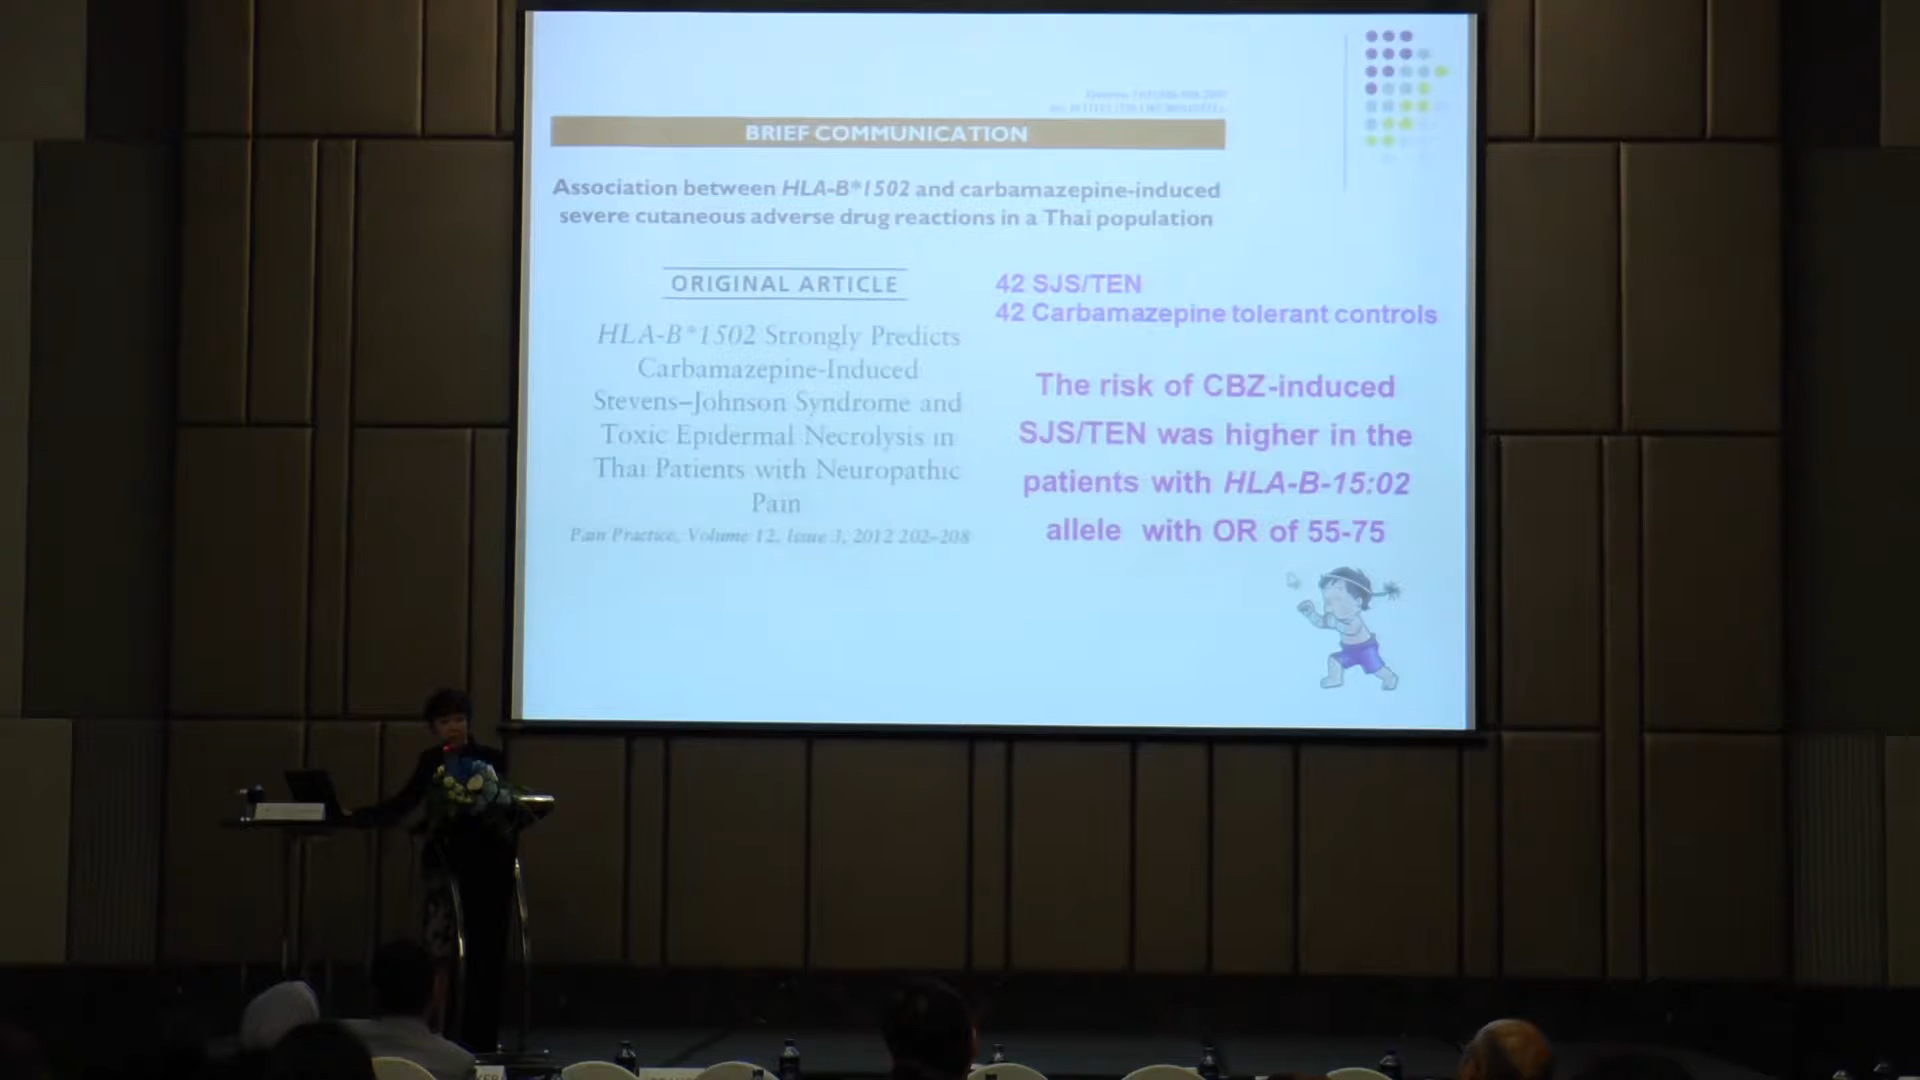 BRIEF COMMUNICATION
Association between HLA-B*1502 and carbamazepine-induced
severe cutaneous adverse drug reactions in a Thai population
ORIGINAL ARTICLE
HLA-B*1502 Strongly Predicts
Carbamazepine-Induced
Stevens–Johnson Syndrome and
Toxic Epidermal Necrolysis in
Thai Patients with Neuropathic
Pain
Pain Practice, Volume 12, Issue 3, 2012 202–208
42 SJS/TEN
42 Carbamazepine tolerant controls
The risk of CBZ-induced
SJS/TEN was higher in the
patients with HLA-B-15:02
allele with OR of 55-75